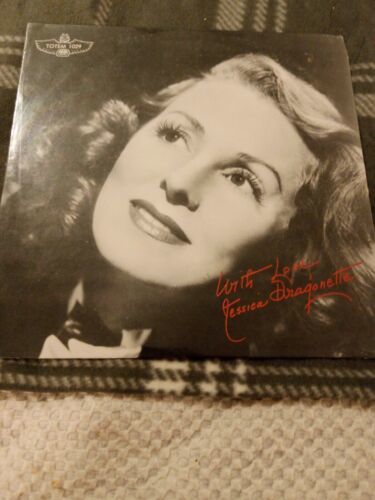 TOTEM 1029
With Love
Jessica Dragonette